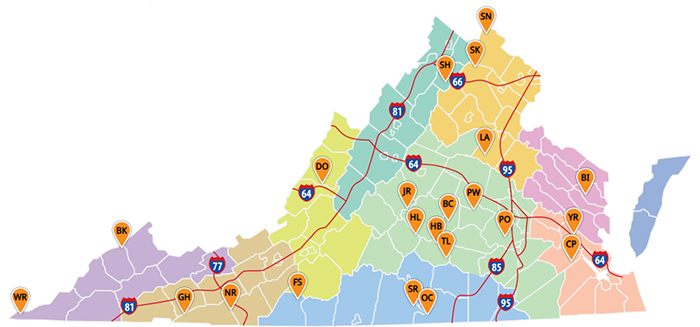 SN
SK
SH
66
81
LA
64
95
DO
64
BI
JR
PW
BC
HL
HB
PO
YR
TL
CP
BK
64
77
85
FS
SR
OC
WR
81
GH
NR
95